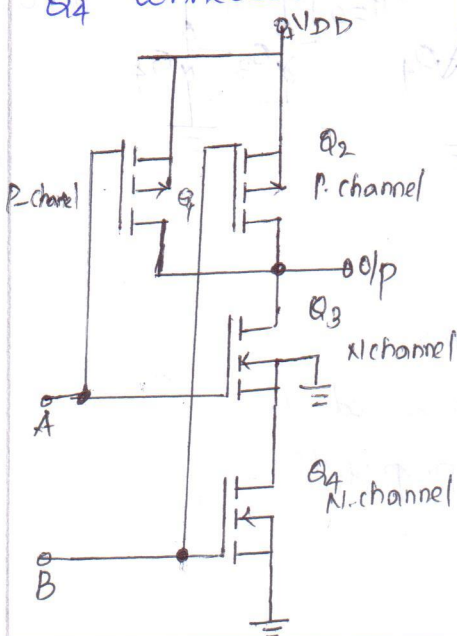 Q4
VDD
Q2
P-chanel
Q1
P. channel
O/P
Q3
N channel
A
Q4
N. channel
B